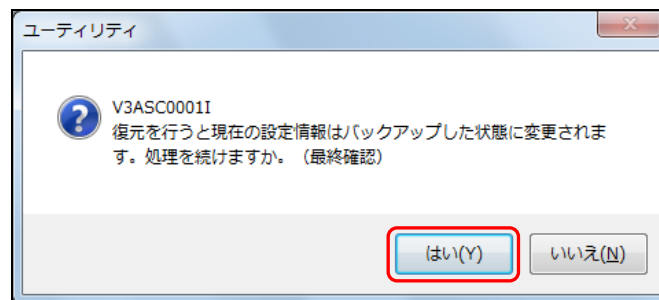 ユーティリティ
V3ASC0001I
復元を行うと現在の設定情報はバックアップした状態に変更されま
す。処理を続けますか。（最終確認）
はい(Y)
いいえ(N)